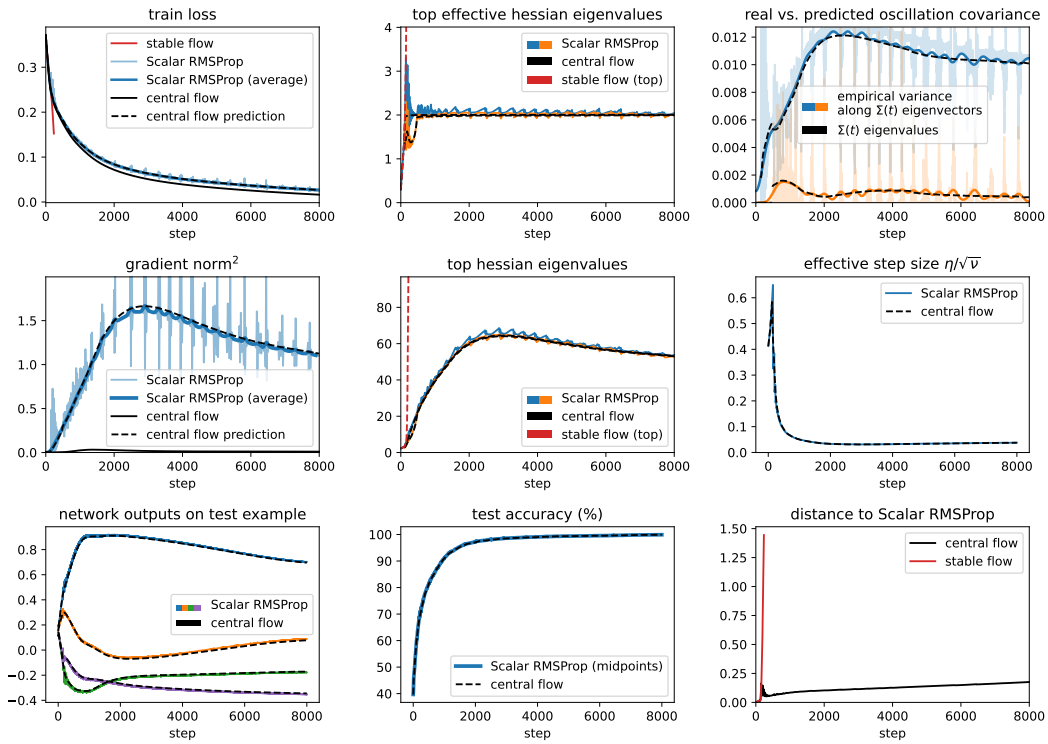 train loss
0.0
0.1
0.2
0.3
0
2000
4000
6000
8000
step
stable flow
Scalar RMSProp
Scalar RMSProp (average)
central flow
central flow prediction
top effective hessian eigenvalues
0
1
2
3
4
0
2000
4000
6000
8000
step
Scalar RMSProp
central flow
stable flow (top)
real vs. predicted oscillation covariance
0.000
0.002
0.004
0.006
0.008
0.010
0.012
0
2000
4000
6000
8000
step
empirical variance
along Σ(t) eigenvectors
Σ(t) eigenvalues
gradient norm²
0.0
0.5
1.0
1.5
0
2000
4000
6000
8000
step
Scalar RMSProp
Scalar RMSProp (average)
central flow
central flow prediction
top hessian eigenvalues
0
20
40
60
80
0
2000
4000
6000
8000
step
Scalar RMSProp
central flow
stable flow (top)
effective step size η/√ν
0.0
0.1
0.2
0.3
0.4
0.5
0.6
0
2000
4000
6000
8000
step
Scalar RMSProp
central flow
network outputs on test example
−0.4
−0.2
0.0
0.2
0.4
0.6
0.8
0
2000
4000
6000
8000
step
Scalar RMSProp
central flow
test accuracy (%)
40
50
60
70
80
90
100
0
2000
4000
6000
8000
step
Scalar RMSProp (midpoints)
central flow
distance to Scalar RMSProp
0.00
0.25
0.50
0.75
1.00
1.25
1.50
0
2000
4000
6000
8000
step
central flow
stable flow